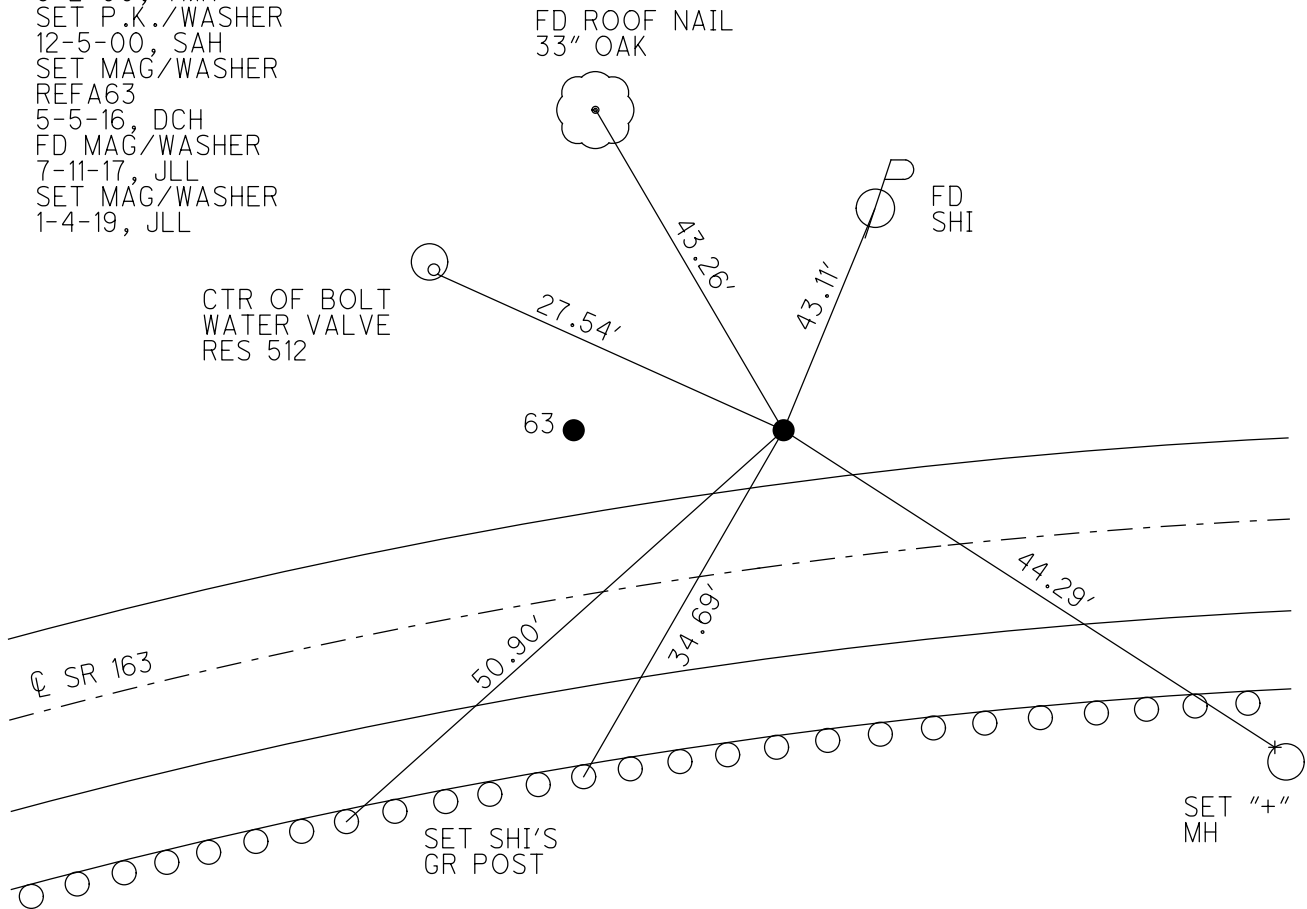 SET P.K./WASHER
12-5-00, SAH
SET MAG/WASHER
REFA63
5-5-16, DCH
FD MAG/WASHER
7-11-17, JLL
SET MAG/WASHER
1-4-19, JLL
FD ROOF NAIL
33" OAK
FD
SHI
43.26'
43.11'
CTR OF BOLT
WATER VALVE
RES 512
27.54'
63
44.29'
50.90'
34.69'
℄ SR 163
SET SHI'S
GR POST
SET "+"
MH